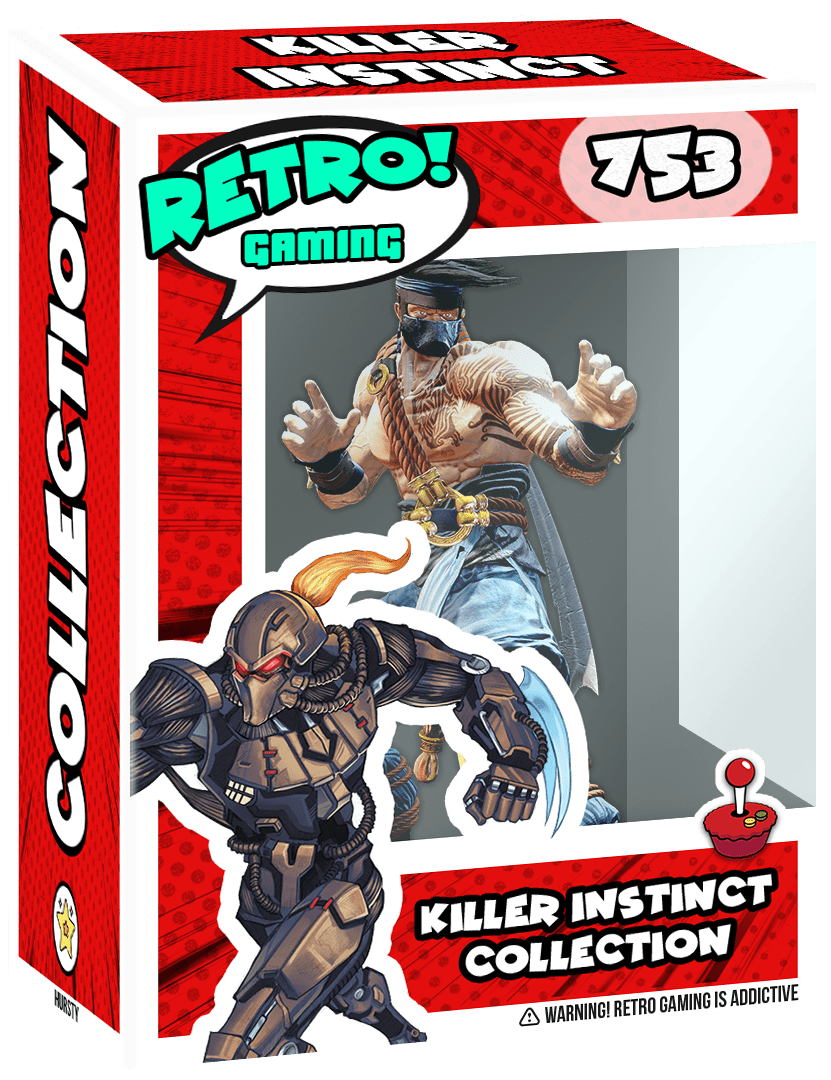 KILLER
INSTINCT
COLLECTION
RETRO!
GAMING
753
KILLER INSTINCT
COLLECTION
WARNING! RETRO GAMING IS ADDICTIVE
HURSTY